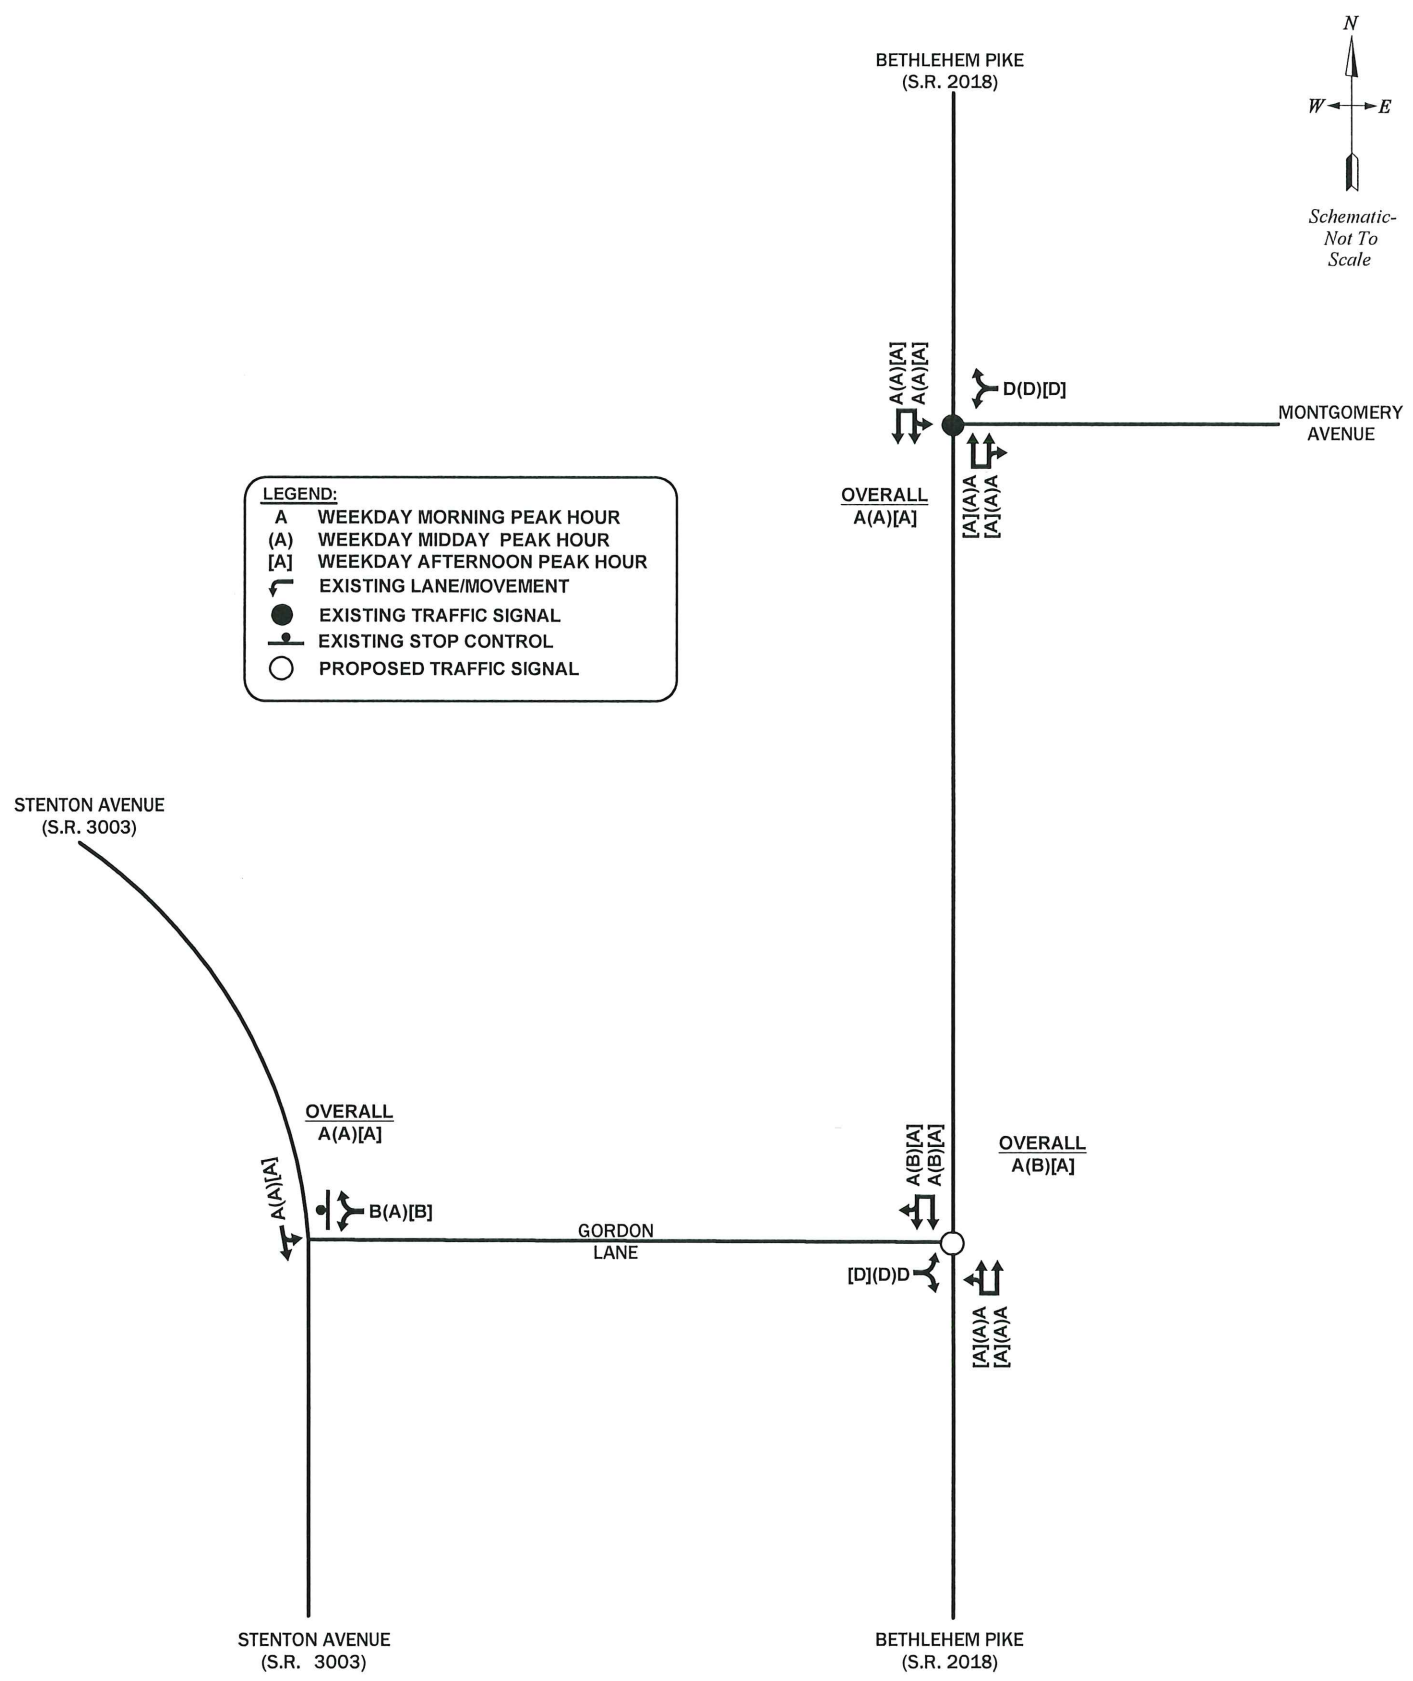 N
W
E
Schematic-
Not To
Scale
BETHLEHEM PIKE
(S.R. 2018)
A(A)[A]
A(A)[A]
D(D)[D]
MONTGOMERY
AVENUE
OVERALL
A(A)[A]
[A](A)A
[A](A)A
LEGEND:
A WEEKDAY MORNING PEAK HOUR
(A) WEEKDAY MIDDAY PEAK HOUR
[A] WEEKDAY AFTERNOON PEAK HOUR
EXISTING LANE/MOVEMENT
EXISTING TRAFFIC SIGNAL
EXISTING STOP CONTROL
PROPOSED TRAFFIC SIGNAL
STENTON AVENUE
(S.R. 3003)
OVERALL
A(A)[A]
A(A)[A]
B(A)[B]
GORDON
LANE
A(B)[A]
A(B)[A]
OVERALL
A(B)[A]
[D](D)D
[A](A)A
[A](A)A
STENTON AVENUE
(S.R. 3003)
BETHLEHEM PIKE
(S.R. 2018)